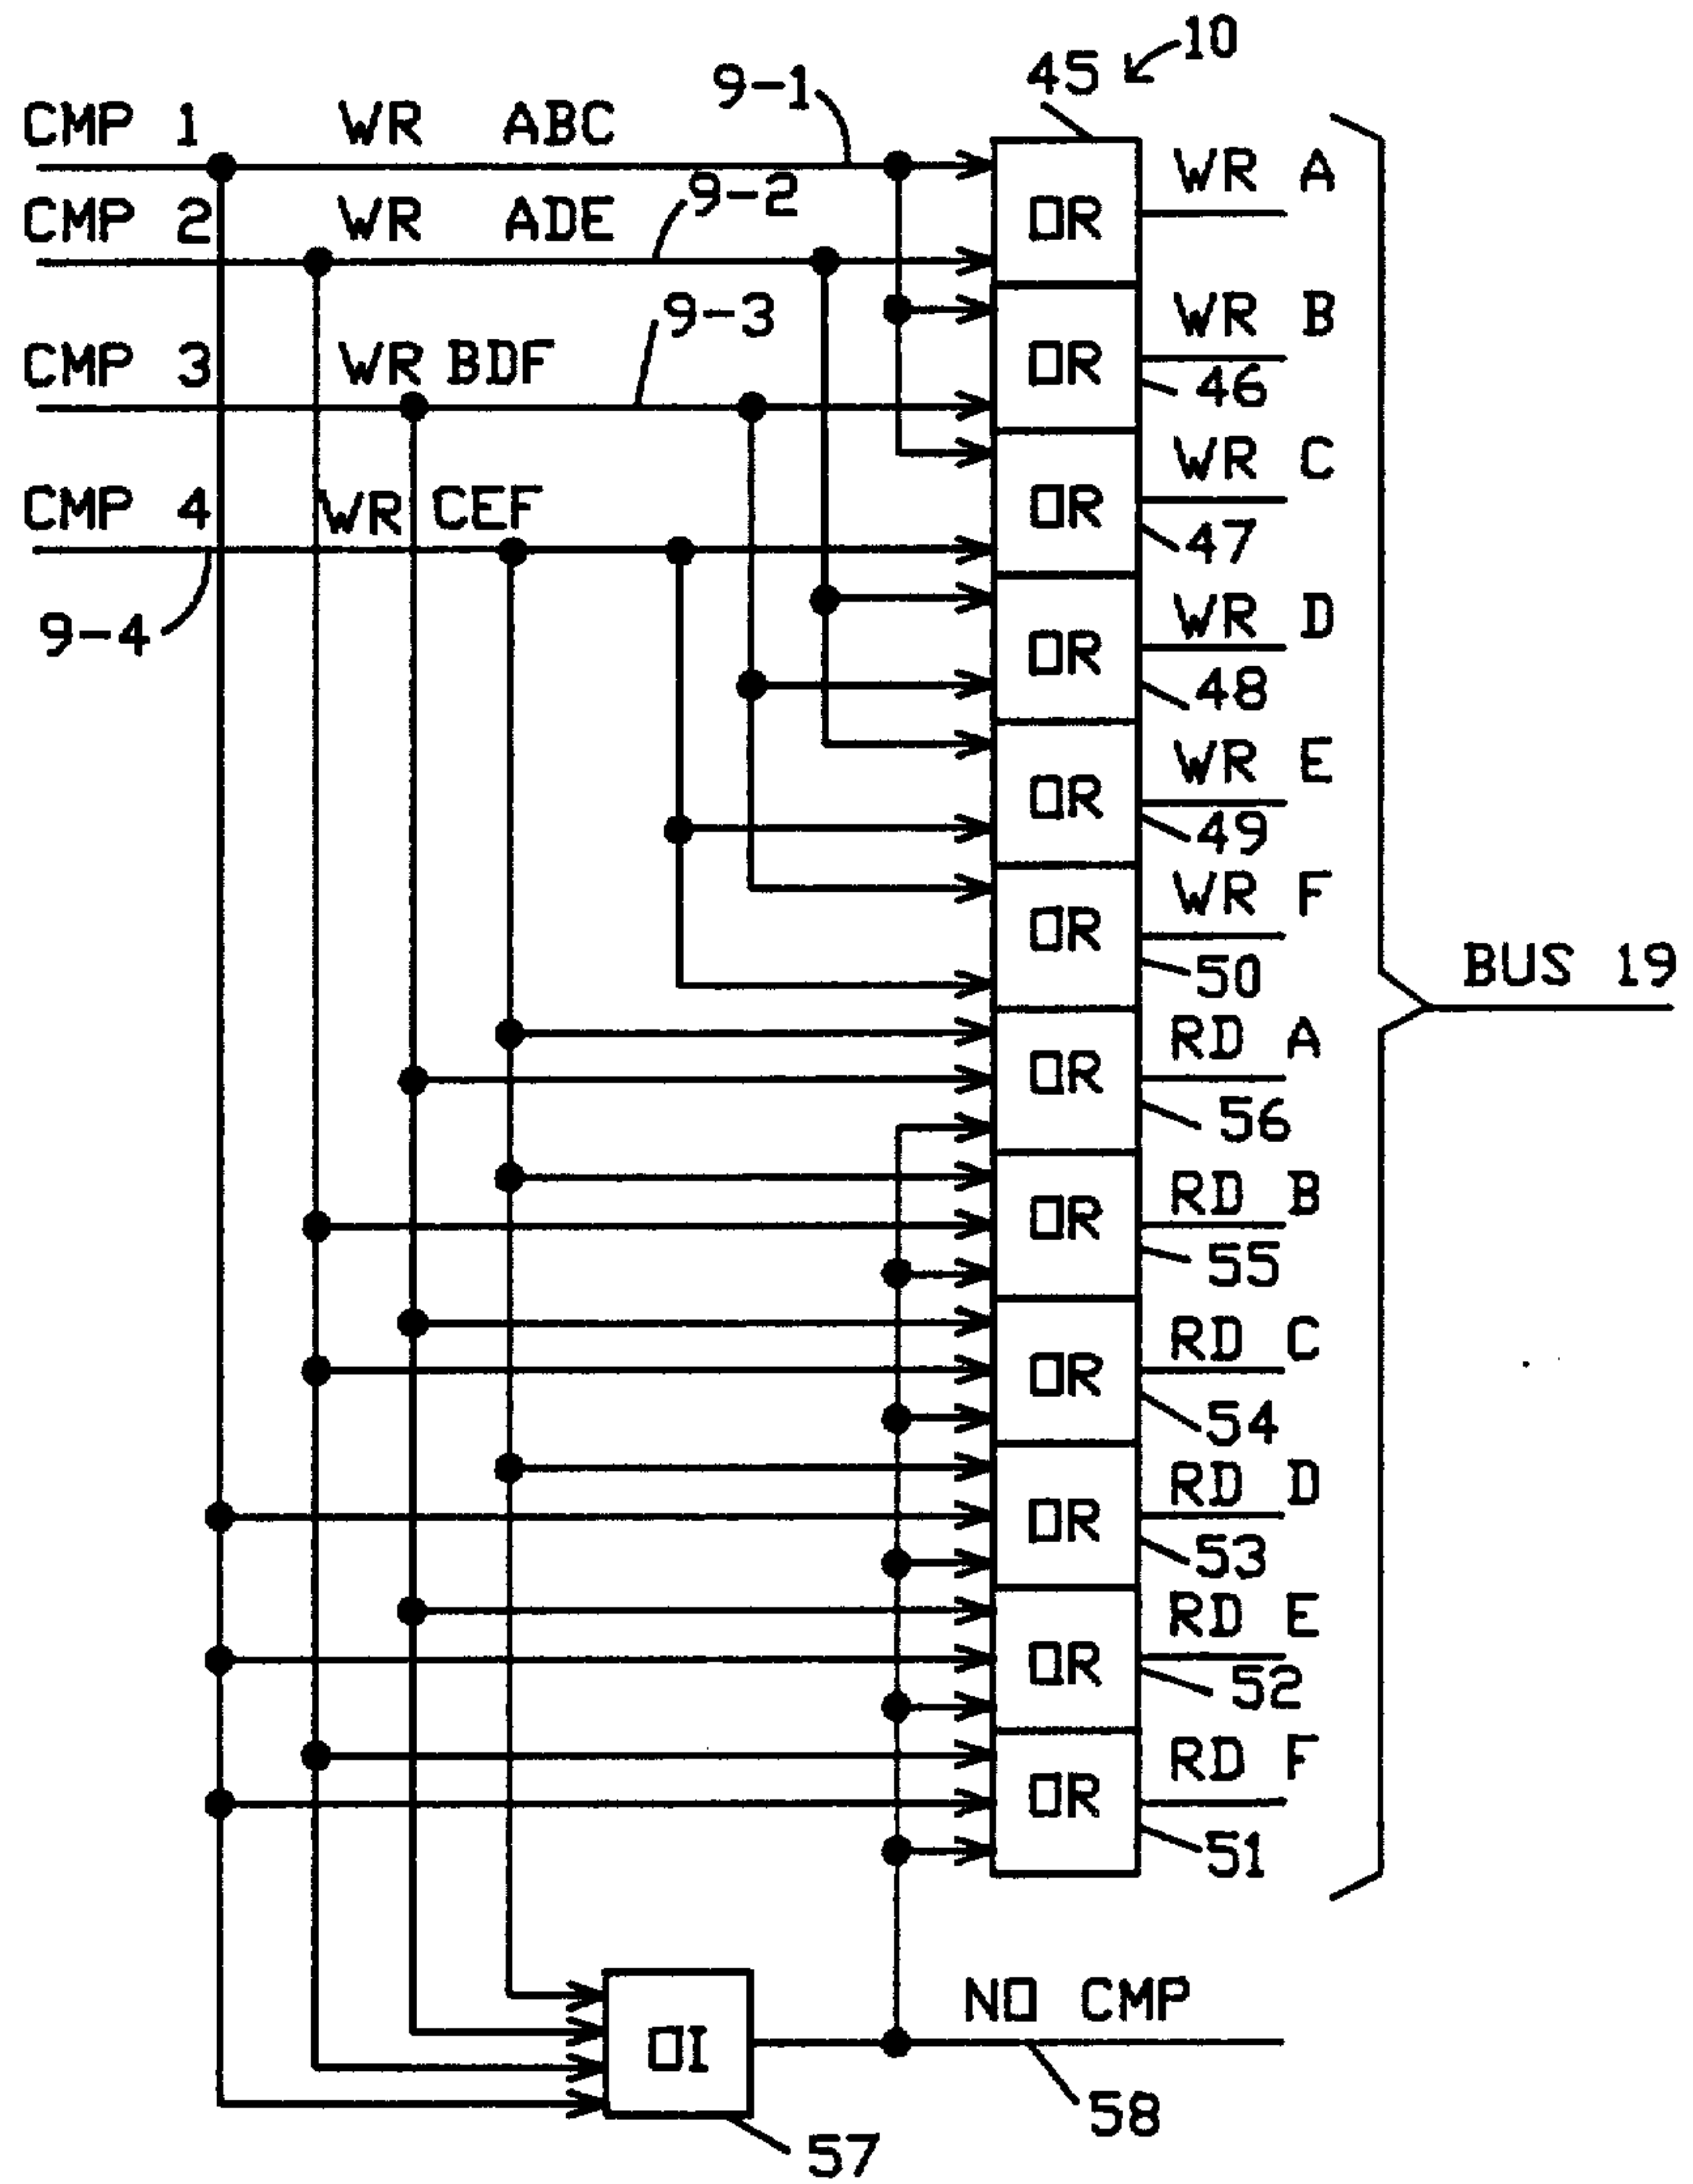 10
45
9-1
CMP 1 WR ABC
9-2
CMP 2 WR ADE
9-3
CMP 3 WR BDF
CMP 4 WR CEF
9-4
OR WR A
OR WR B
46
OR WR C
47
OR WR D
48
OR WR E
49
OR WR F
50
BUS 19
OR RD A
56
OR RD B
55
OR RD C
54
OR RD D
53
OR RD E
52
OR RD F
51
OI
NO CMP
58
57